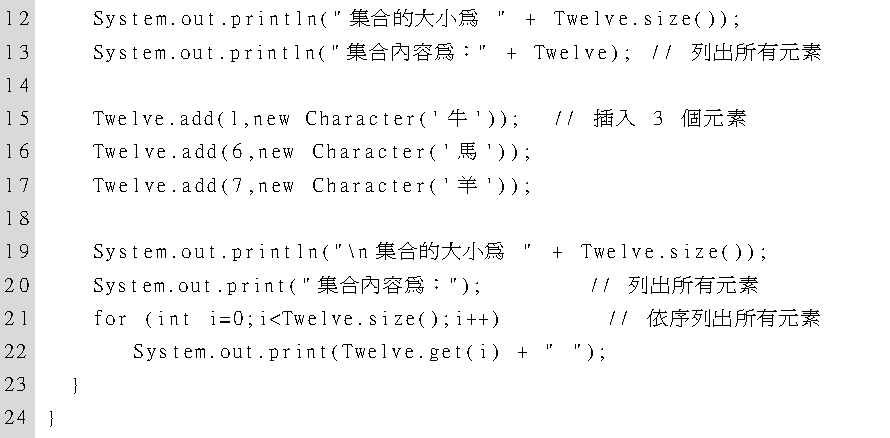 12 System.out.println("集合的大小為 " + Twelve.size());
13 System.out.println("集合內容為：" + Twelve); // 列出所有元素
14
15 Twelve.add(1,new Character('牛')); // 插入 3 個元素
16 Twelve.add(6,new Character('馬'));
17 Twelve.add(7,new Character('羊'));
18
19 System.out.println("\n集合的大小為 " + Twelve.size());
20 System.out.print("集合內容為："); // 列出所有元素
21 for (int i=0;i<Twelve.size();i++) // 依序列出所有元素
22 System.out.print(Twelve.get(i) + " ");
23 }
24 }